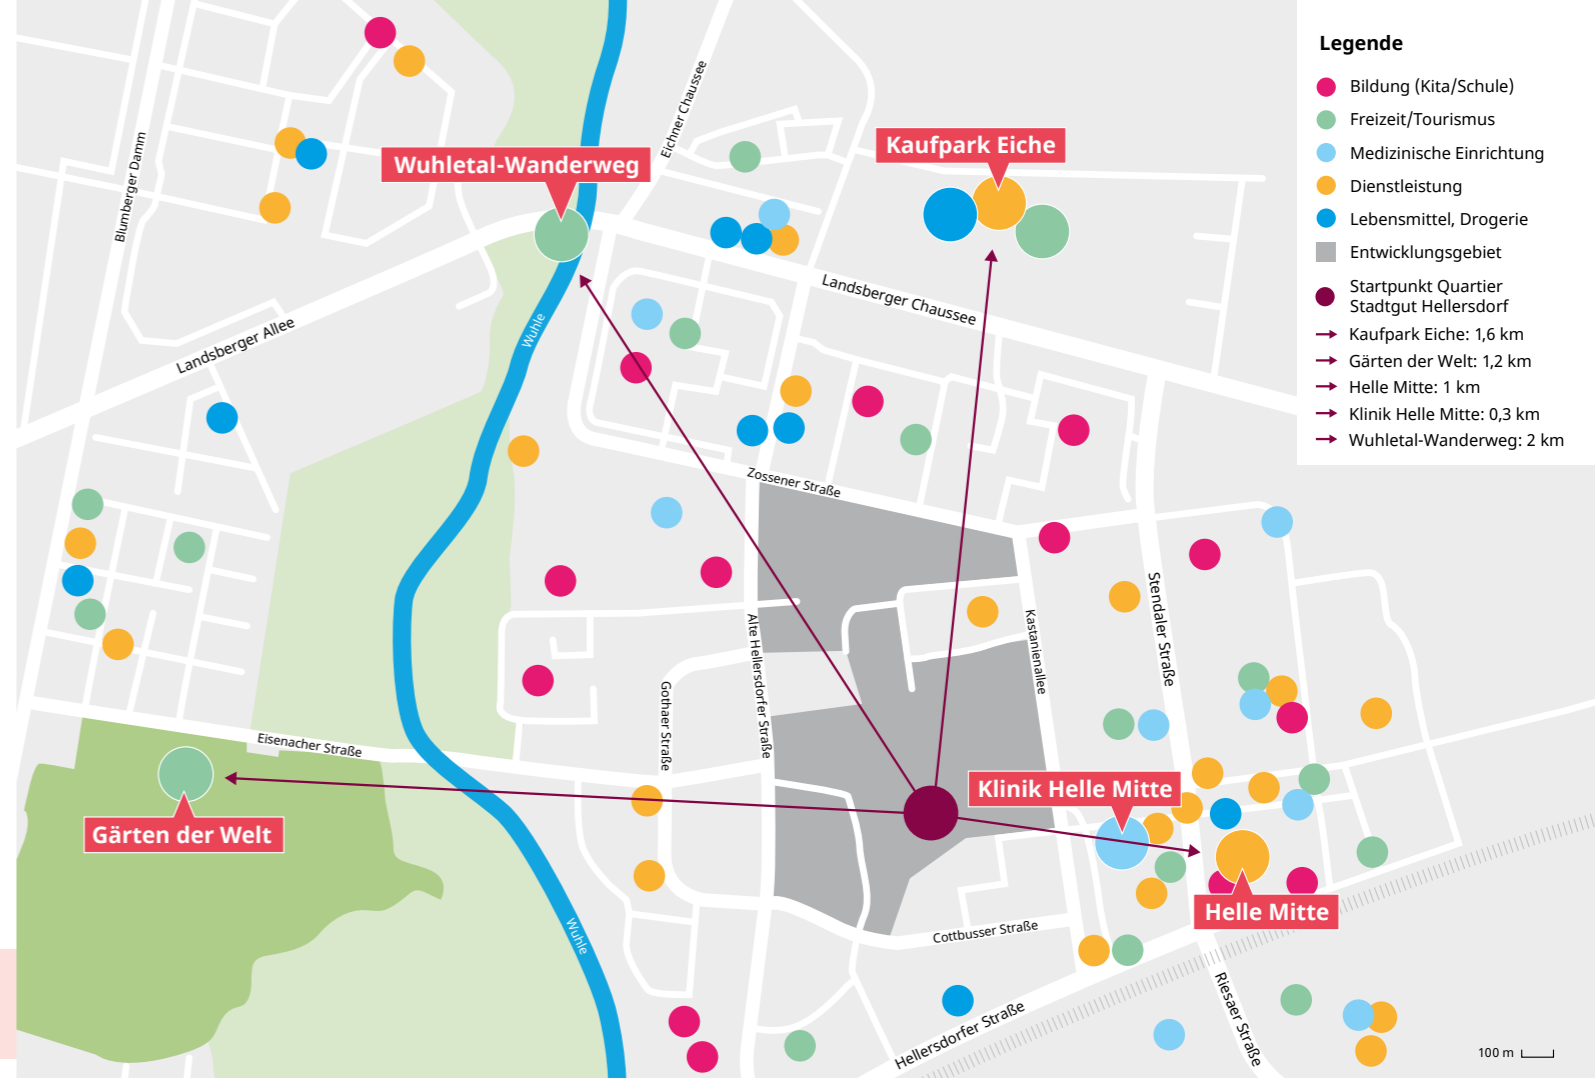 Legende
Bildung (Kita/Schule)
Freizeit/Tourismus
Medizinische Einrichtung
Dienstleistung
Lebensmittel, Drogerie
Entwicklungsgebiet
Startpunkt Quartier
Stadtgut Hellersdorf
Kaufpark Eiche: 1,6 km
Gärten der Welt: 1,2 km
Helle Mitte: 1 km
Klinik Helle Mitte: 0,3 km
Wuhletal-Wanderweg: 2 km
Eichner Chaussee
Blumberger Damm
Kaufpark Eiche
Wuhletal-Wanderweg
Landsberger Chaussee
Landsberger Allee
Wuhle
Zossener Straße
Stendaler Straße
Kastanienallee
Alte Hellersdorfer Straße
Gothaer Straße
Eisenacher Straße
Klinik Helle Mitte
Gärten der Welt
Helle Mitte
Cottbusser Straße
Wuhle
Hellersdorfer Straße
Riesaer Straße
100 m